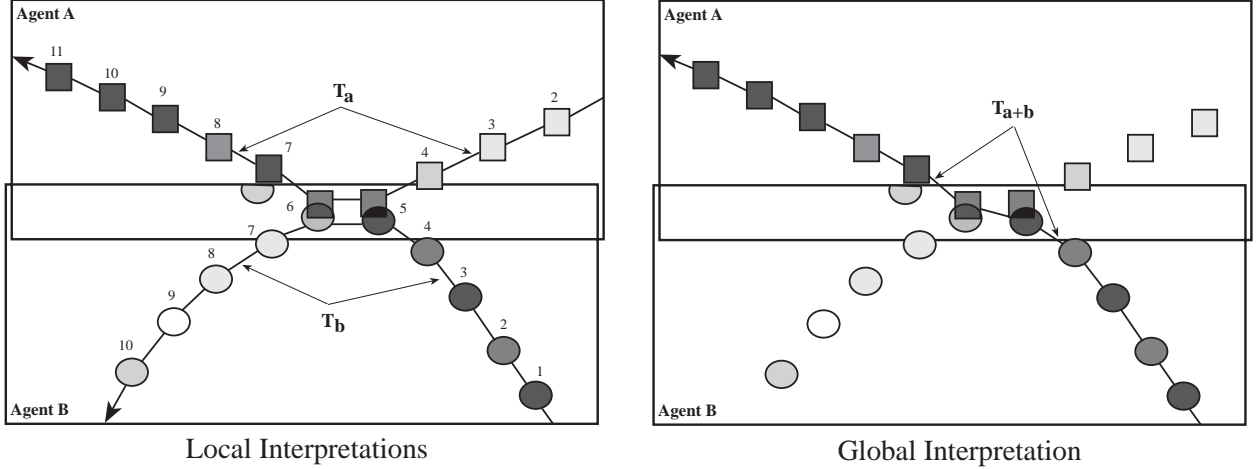 Agent A
11
10
9
8
7
T_a
2
3
4
6
5
7
4
8
3
9
T_b
2
10
1
Agent B
Local Interpretations
Agent A
T_a+b
Agent B
Global Interpretation